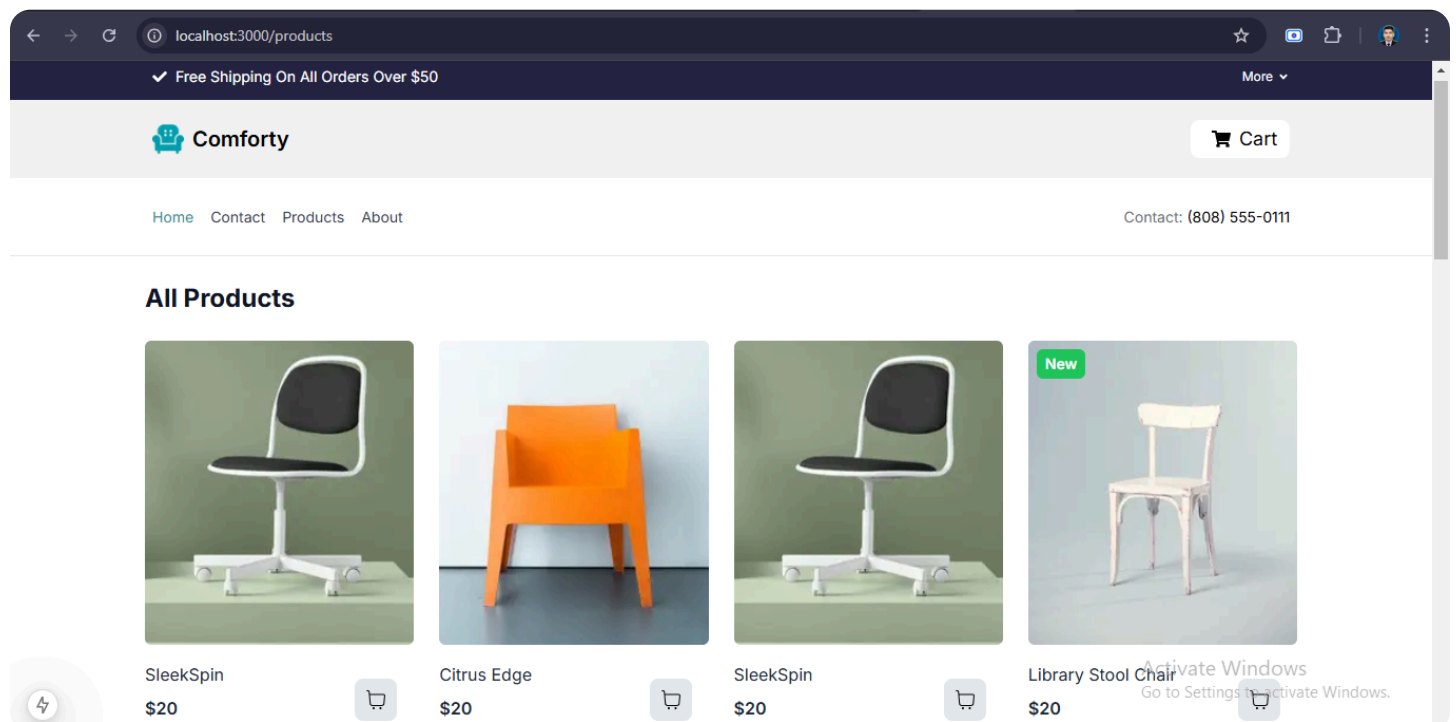 localhost:3000/products
Free Shipping On All Orders Over $50
More
Comforty
Cart
Home Contact Products About
Contact: (808) 555-0111
All Products
New
SleekSpin
$20
Citrus Edge
$20
SleekSpin
$20
Library Stool Chair
$20
Activate Windows
Go to Settings to activate Windows.